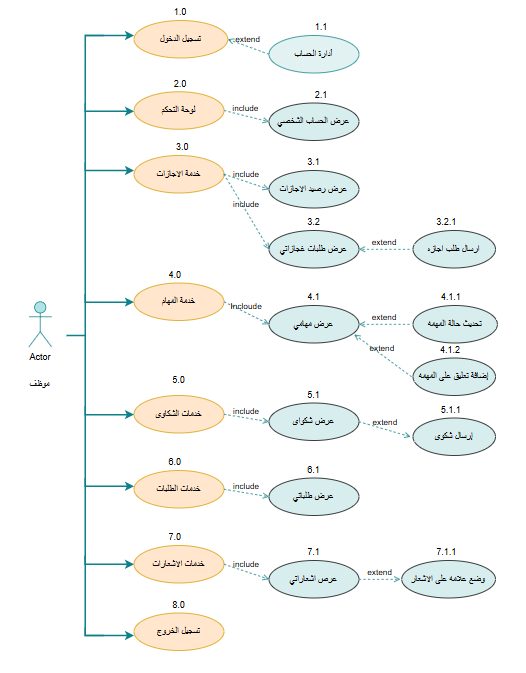 1.0
تسجيل الدخول
extend
1.1
أدارة الحساب
2.0
لوحة التحكم
include
2.1
عرض الحساب الشخصي
3.0
خدمة الاجازات
include
3.1
عرض رصيد الاجازات
include
3.2
عرض طلبات خجازاتي
extend
3.2.1
ارسال طلب اجازه
4.0
خدمة المهام
Incloude
4.1
عرض مهامي
extend
4.1.1
تحديث حالة المهمه
extend
4.1.2
إضافة تعليق على المهمه
Actor
موظف
5.0
خدمات الشكاوى
include
5.1
عرض شكواي
extend
5.1.1
إرسال شكوى
6.0
خدمات الطلبات
include
6.1
عرض طلباتي
7.0
خدمات الاشعارات
include
7.1
عرض اشعاراتي
extend
7.1.1
وضع علامه على الاشعار
8.0
تسجيل الخروج